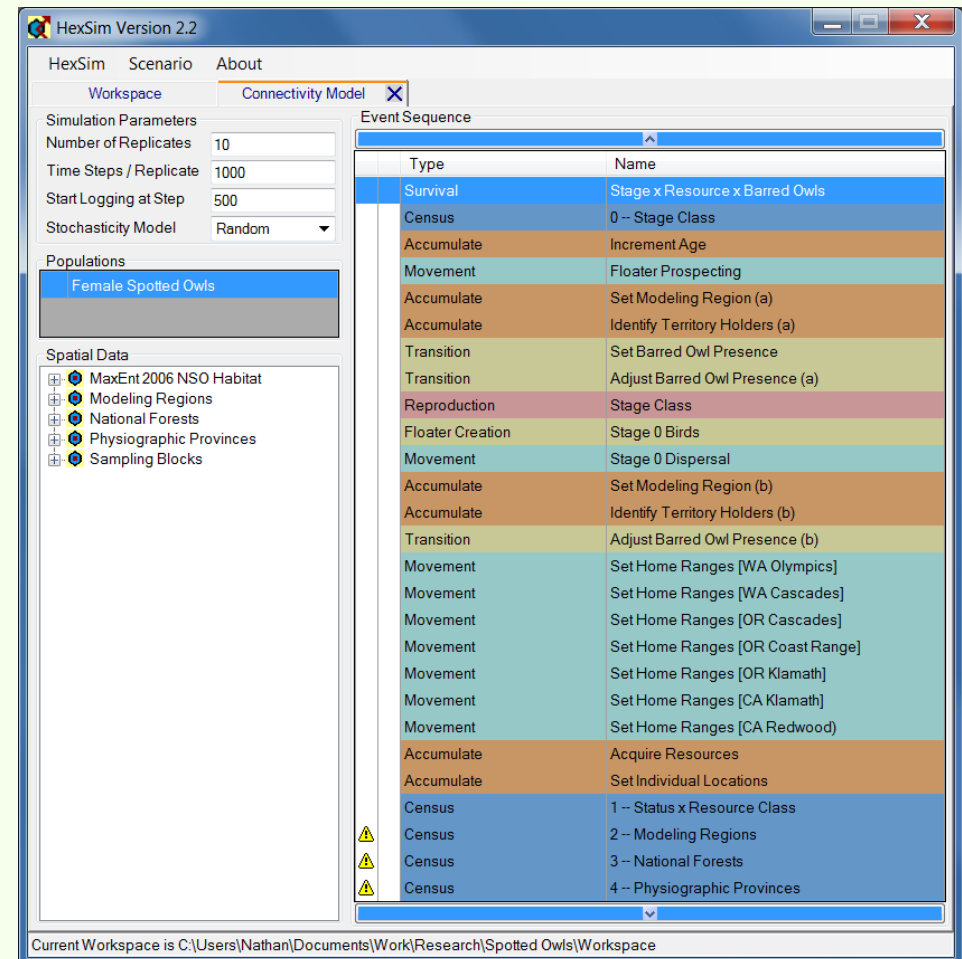 HexSim Version 2.2
HexSim Scenario About
Workspace Connectivity Model
Simulation Parameters
Number of Replicates 10
Time Steps / Replicate 1000
Start Logging at Step 500
Stochasticity Model Random
Populations
Female Spotted Owls
Spatial Data
MaxEnt 2006 NSO Habitat
Modeling Regions
National Forests
Physiographic Provinces
Sampling Blocks
Event Sequence
Type Name
Survival Stage x Resource x Barred Owls
Census 0 -- Stage Class
Accumulate Increment Age
Movement Floater Prospecting
Accumulate Set Modeling Region (a)
Accumulate Identify Territory Holders (a)
Transition Set Barred Owl Presence
Transition Adjust Barred Owl Presence (a)
Reproduction Stage Class
Floater Creation Stage 0 Birds
Movement Stage 0 Dispersal
Accumulate Set Modeling Region (b)
Accumulate Identify Territory Holders (b)
Transition Adjust Barred Owl Presence (b)
Movement Set Home Ranges [WA Olympics]
Movement Set Home Ranges [WA Cascades]
Movement Set Home Ranges [OR Cascades]
Movement Set Home Ranges [OR Coast Range]
Movement Set Home Ranges [OR Klamath]
Movement Set Home Ranges [CA Klamath]
Movement Set Home Ranges [CA Redwood)
Accumulate Acquire Resources
Accumulate Set Individual Locations
Census 1 -- Status x Resource Class
Census 2 -- Modeling Regions
Census 3 -- National Forests
Census 4 -- Physiographic Provinces
Current Workspace is C:\Users\Nathan\Documents\Work\Research\Spotted Owls\Workspace